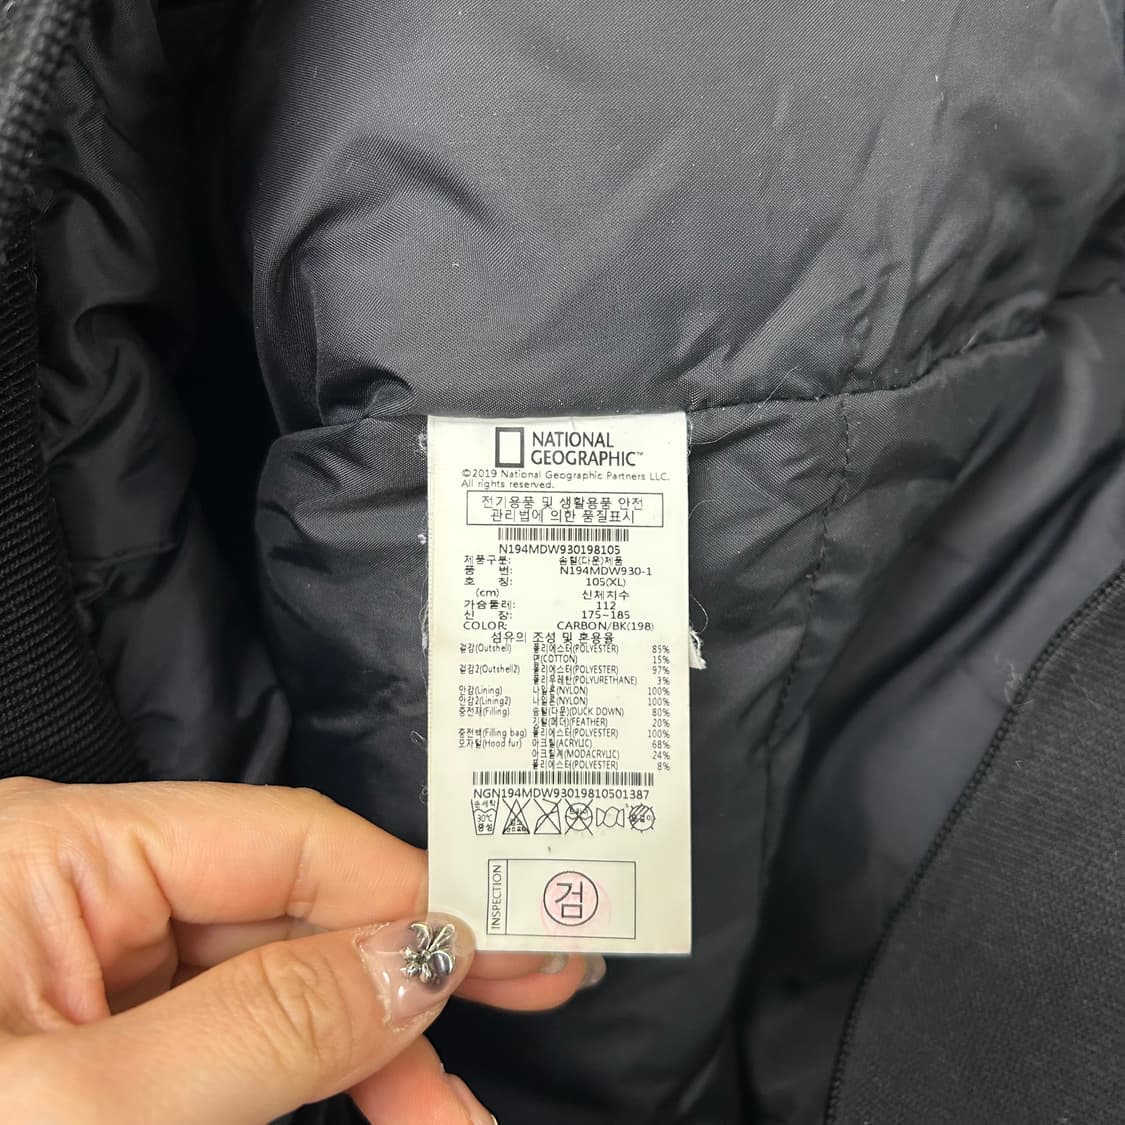 NATIONAL
GEOGRAPHIC™
©2019 National Geographic Partners LLC.
All rights reserved.
전기용품 및 생활용품 안전
관리법에 의한 품질표시
N194MDW930198105
제품구분: 솜털(다운)제품
품 번: N194MDW930-1
호 칭: 105(XL)
(cm) 신체치수
가슴둘레: 112
신 장: 175~185
COLOR: CARBON/BK(198)
섬유의 조성 및 혼용율
겉감(Outshell) 폴리에스터(POLYESTER) 85%
면(COTTON) 15%
겉감2(Outshell2) 폴리에스터(POLYESTER) 97%
폴리우레탄(POLYURETHANE) 3%
안감(Lining) 나일론(NYLON) 100%
안감2(Lining2) 나일론(NYLON) 100%
충전재(Filling) 솜털(다운)(DUCK DOWN) 80%
깃털(페더)(FEATHER) 20%
충전백(Filling bag) 폴리에스터(POLYESTER) 100%
모자털(Hood fur) 아크릴(ACRYLIC) 68%
아크릴계(MODACRYLIC) 24%
폴리에스터(POLYESTER) 8%
NGN194MDW93019810501387
손세탁
30℃
중성
INSPECTION
검